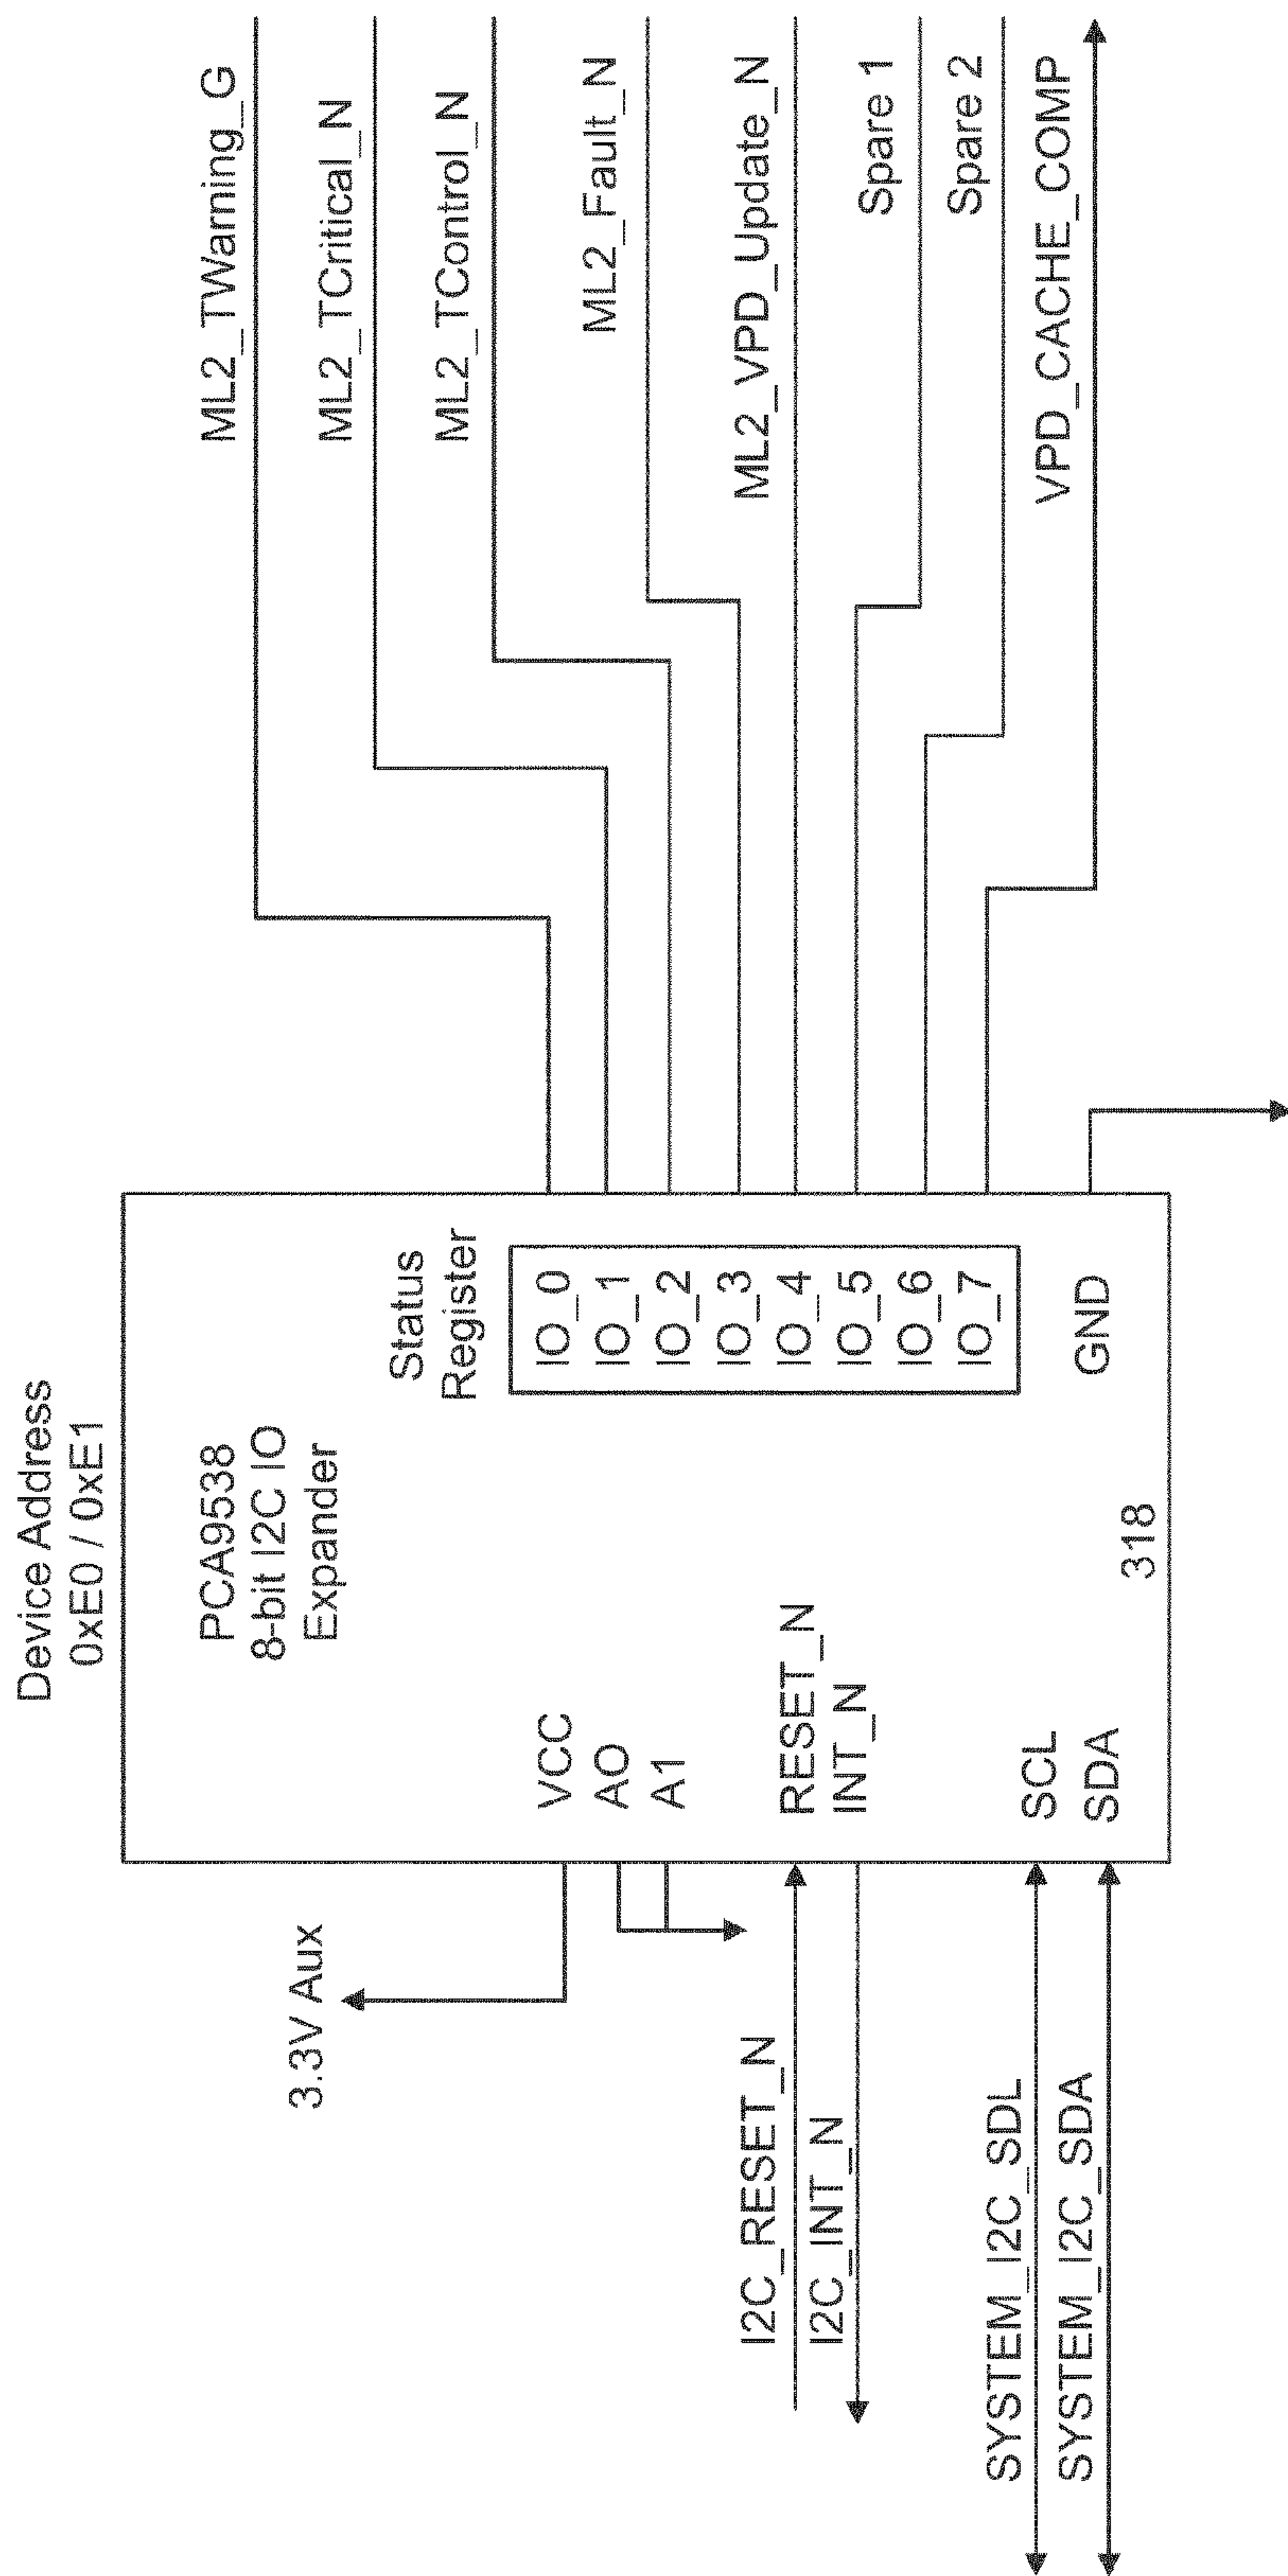 Device Address
0xE0 / 0xE1
PCA9538
8-bit I2C IO
Expander
3.3V Aux
VCC
AO
A1
I2C_RESET_N
RESET_N
I2C_INT_N
INT_N
SYSTEM_I2C_SDL
SCL
SYSTEM_I2C_SDA
SDA
318
Status
Register
IO_0
IO_1
IO_2
IO_3
IO_4
IO_5
IO_6
IO_7
GND
ML2_TWarning_G
ML2_TCritical_N
ML2_TControl_N
ML2_Fault_N
ML2_VPD_Update_N
Spare 1
Spare 2
VPD_CACHE_COMP